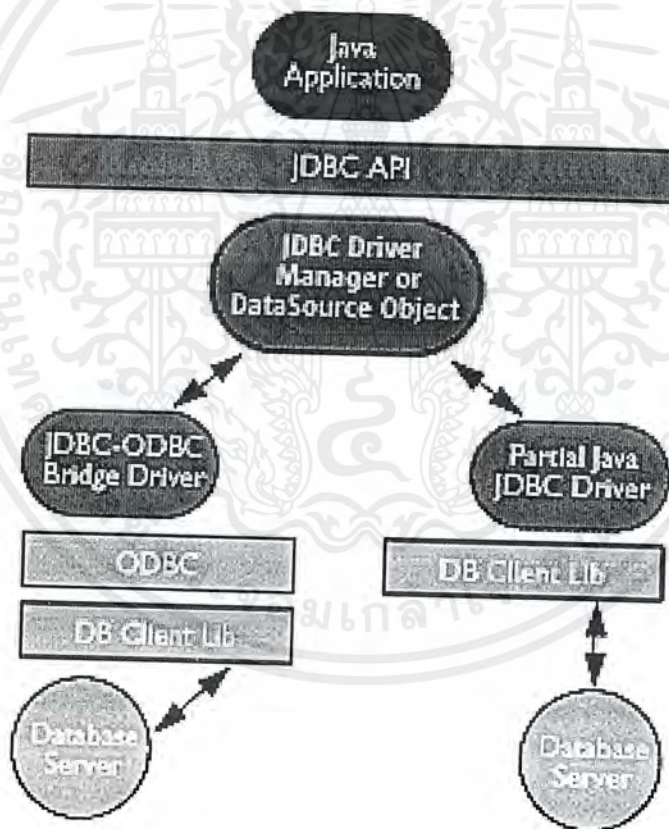 Java
Application
JDBC API
JDBC Driver
Manager or
DataSource Object
JDBC-ODBC
Bridge Driver
Partial Java
JDBC Driver
ODBC
DB Client Lib
DB Client Lib
Database
Server
Database
Server